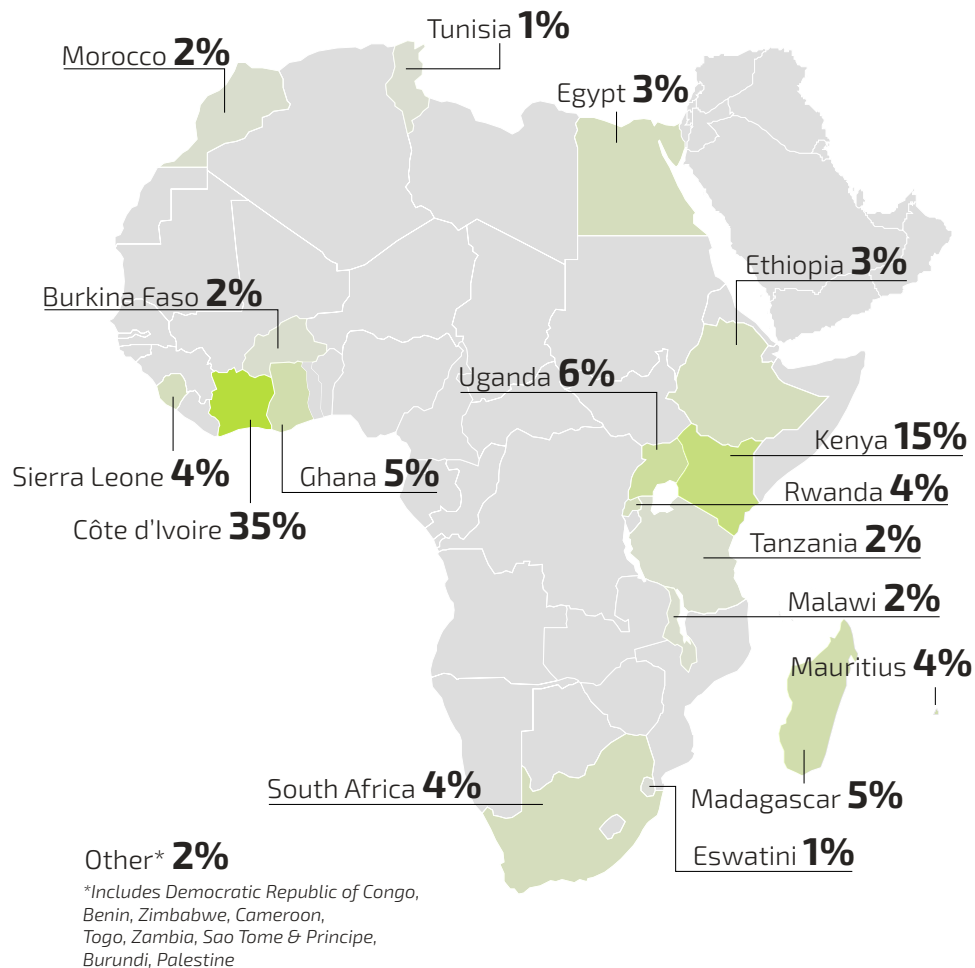 Tunisia 1%
Morocco 2%
Egypt 3%
Ethiopia 3%
Burkina Faso 2%
Uganda 6%
Kenya 15%
Sierra Leone 4%
Ghana 5%
Rwanda 4%
Côte d’Ivoire 35%
Tanzania 2%
Malawi 2%
Mauritius 4%
South Africa 4%
Madagascar 5%
Eswatini 1%
Other* 2%
*Includes Democratic Republic of Congo,
Benin, Zimbabwe, Cameroon,
Togo, Zambia, Sao Tome & Principe,
Burundi, Palestine